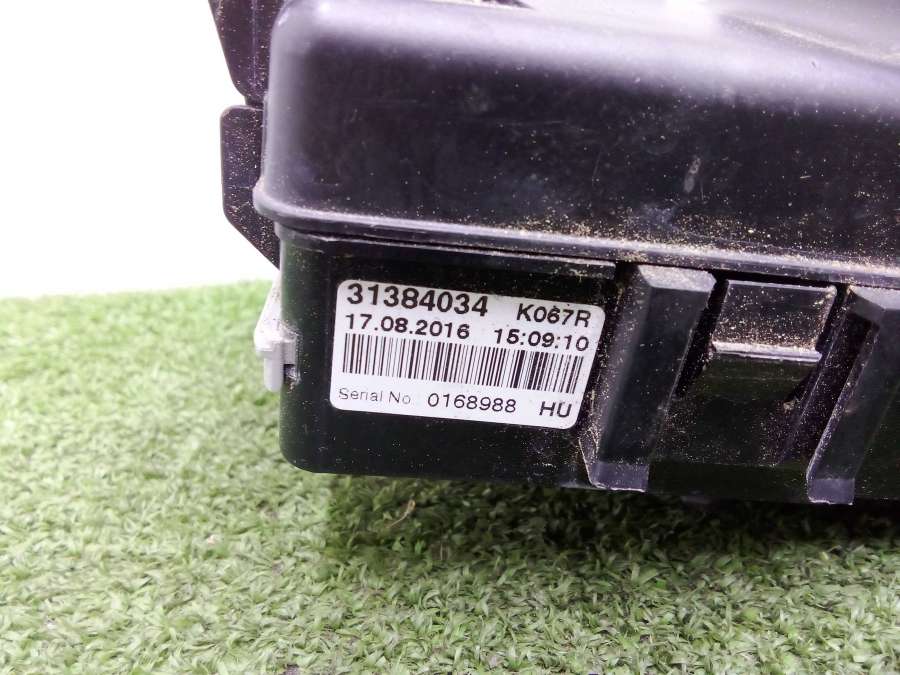 31384034 K067R
17.08.2016 15:09:10
Serial No. 0168988 HU